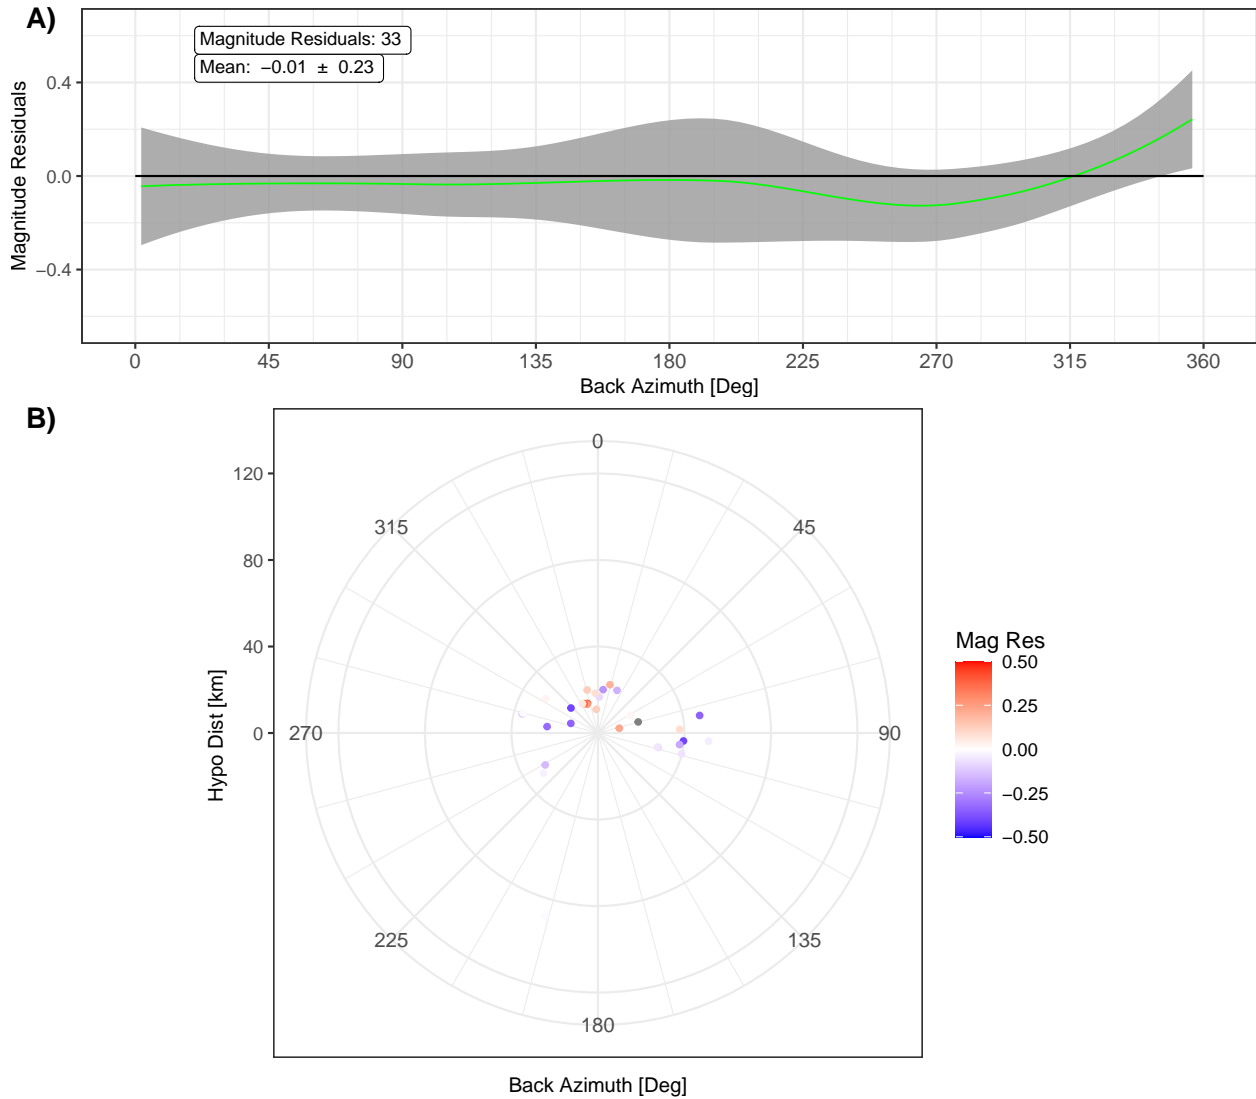 A)
Magnitude Residuals: 33
Mean:  −0.01  ±  0.23
Magnitude Residuals
0.4
0.0
−0.4
0 45 90 135 180 225 270 315 360
Back Azimuth [Deg]
B)
Hypo Dist [km]
120
80
40
0
0
45
90
135
180
225
270
315
Back Azimuth [Deg]
Mag Res
0.50
0.25
0.00
−0.25
−0.50